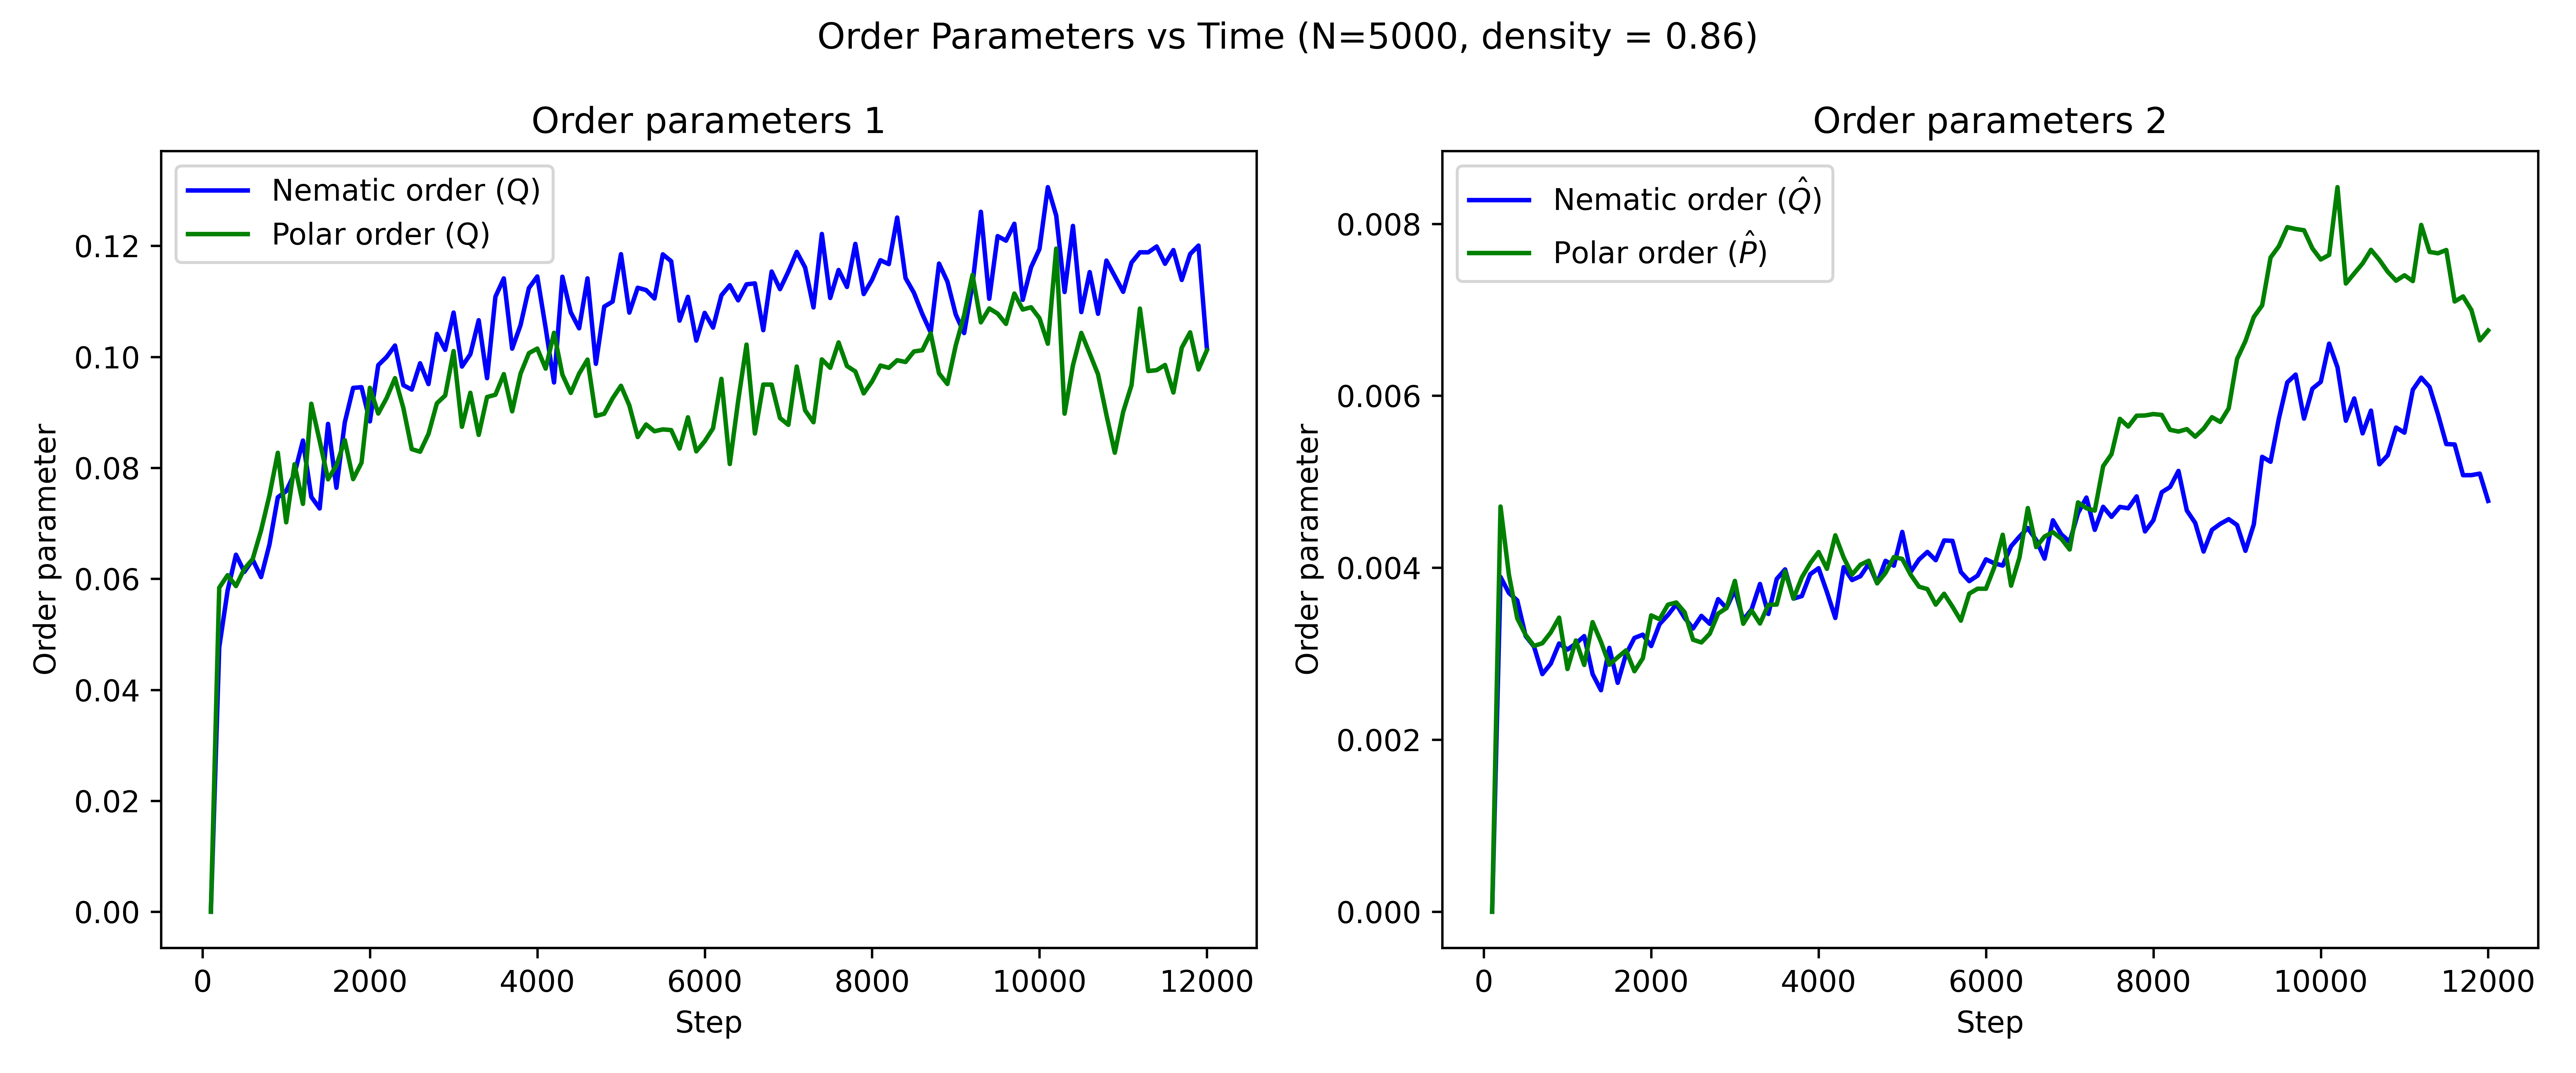 Order Parameters vs Time (N=5000, density = 0.86)
Order parameters 1
Nematic order (Q)
Polar order (Q)
0.12
0.10
0.08
0.06
0.04
0.02
0.00
Order parameter
0 2000 4000 6000 8000 10000 12000
Step
Order parameters 2
Nematic order (Q̂)
Polar order (P̂)
0.008
0.006
0.004
0.002
0.000
Order parameter
0 2000 4000 6000 8000 10000 12000
Step